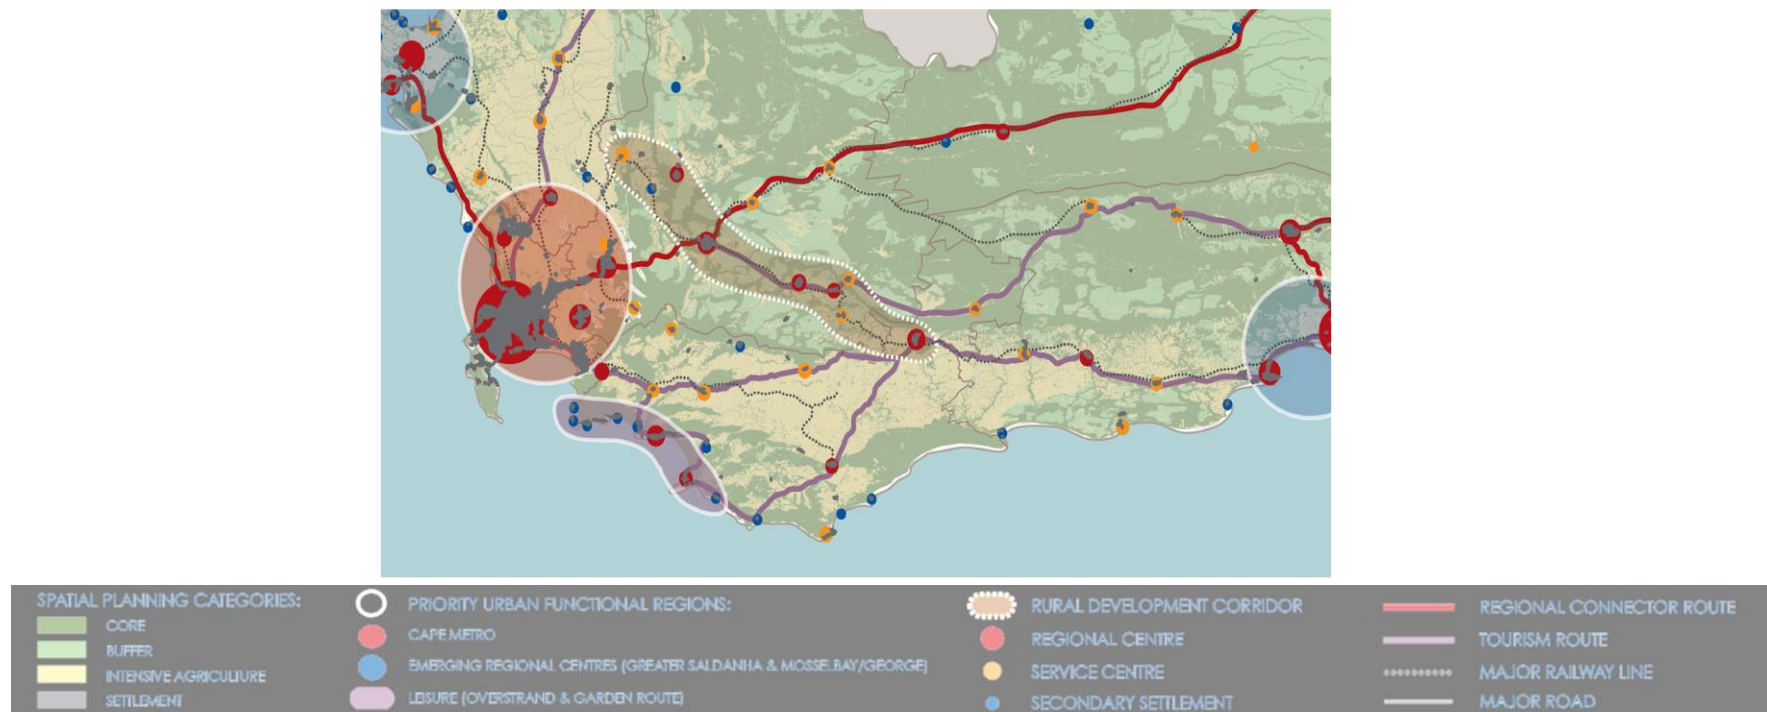 SPATIAL PLANNING CATEGORIES:
CORE
BUFFER
INTENSIVE AGRICULTURE
SETTLEMENT
PRIORITY URBAN FUNCTIONAL REGIONS:
CAPE METRO
EMERGING REGIONAL CENTRES (GREATER SALDANHA & MOSSELBAY/GEORGE)
LEISURE (OVERSTRAND & GARDEN ROUTE)
RURAL DEVELOPMENT CORRIDOR
REGIONAL CENTRE
SERVICE CENTRE
SECONDARY SETTLEMENT
REGIONAL CONNECTOR ROUTE
TOURISM ROUTE
MAJOR RAILWAY LINE
MAJOR ROAD